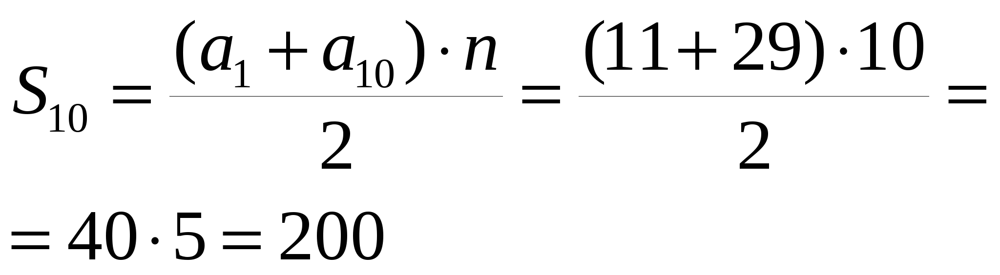 S₁₀ = (a₁ + a₁₀) · n / 2 = (11 + 29) · 10 / 2 =
= 40 · 5 = 200